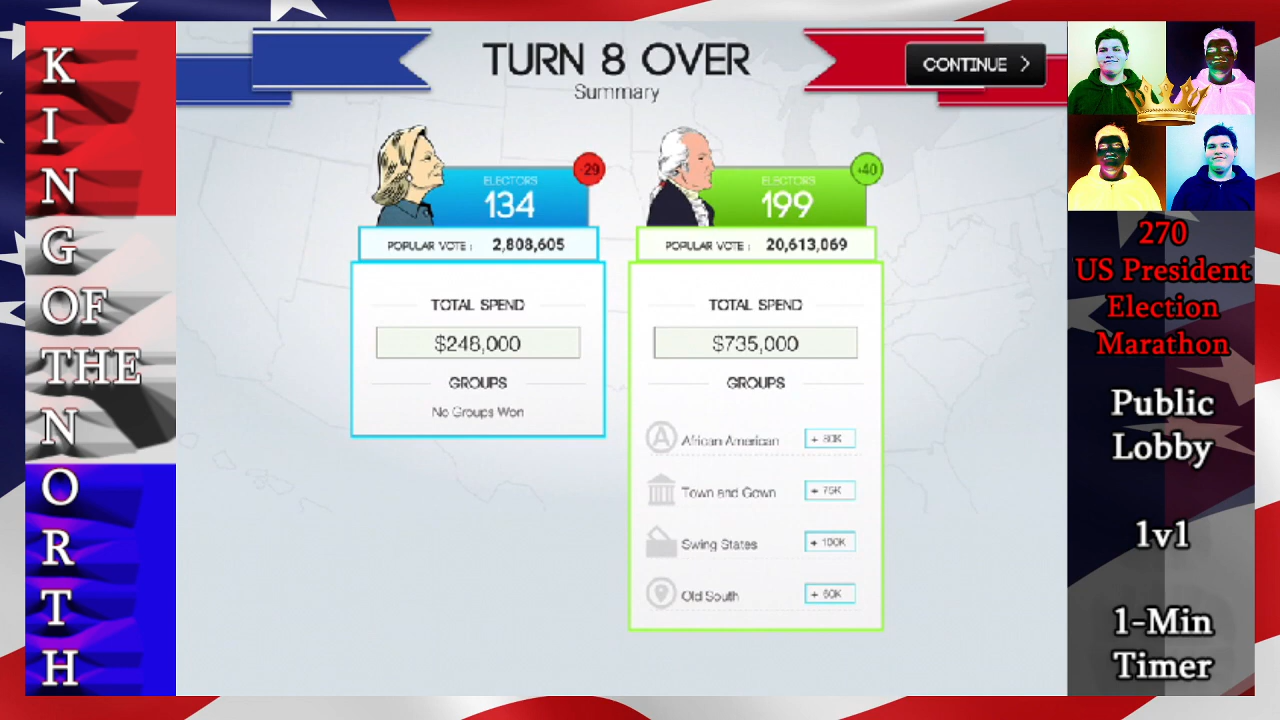 KING OF THE NORTH
TURN 8 OVER
Summary
CONTINUE
-29
ELECTORS
134
POPULAR VOTE : 2,808,605
TOTAL SPEND
$248,000
GROUPS
No Groups Won
+40
ELECTORS
199
POPULAR VOTE : 20,613,069
TOTAL SPEND
$735,000
GROUPS
African American + 80K
Town and Gown + 75K
Swing States + 100K
Old South + 60K
270
US President
Election
Marathon
Public
Lobby
1v1
1-Min
Timer